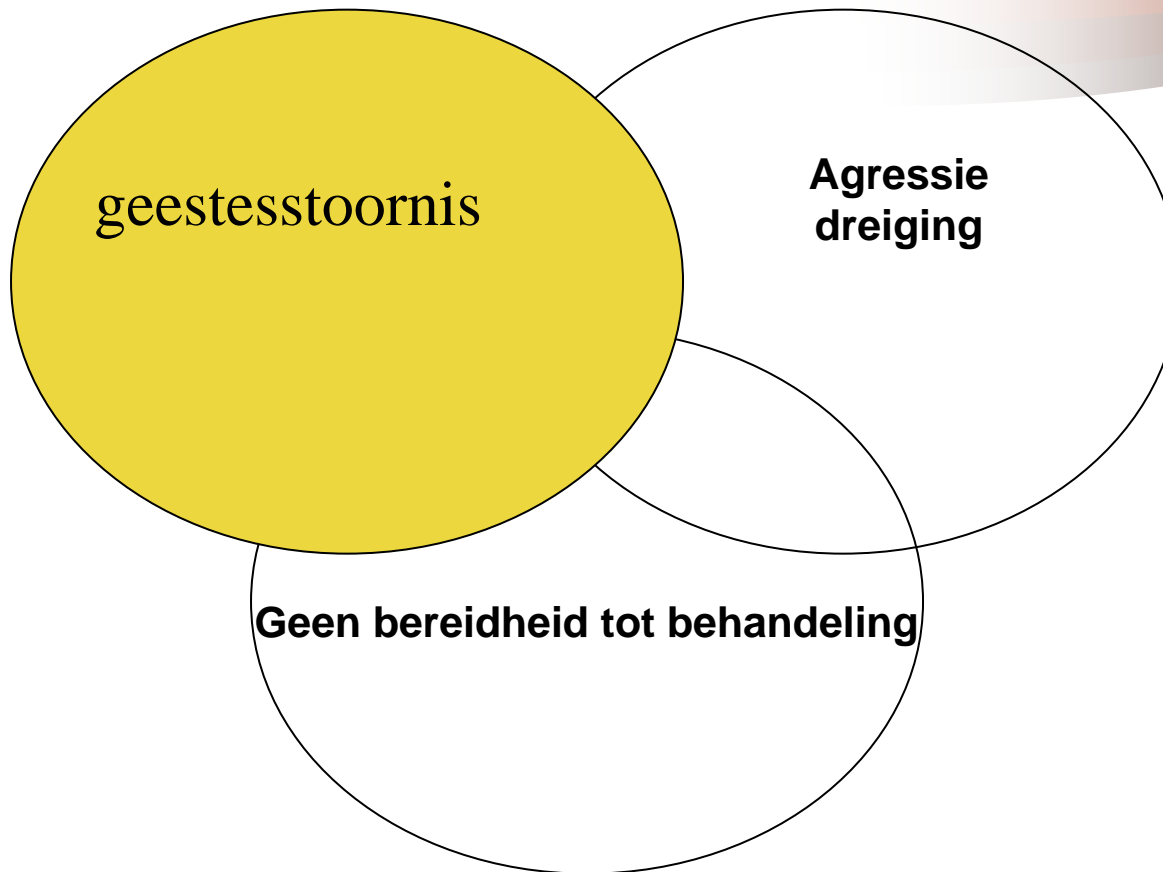 geestesstoornis
Agressie
dreiging
Geen bereidheid tot behandeling